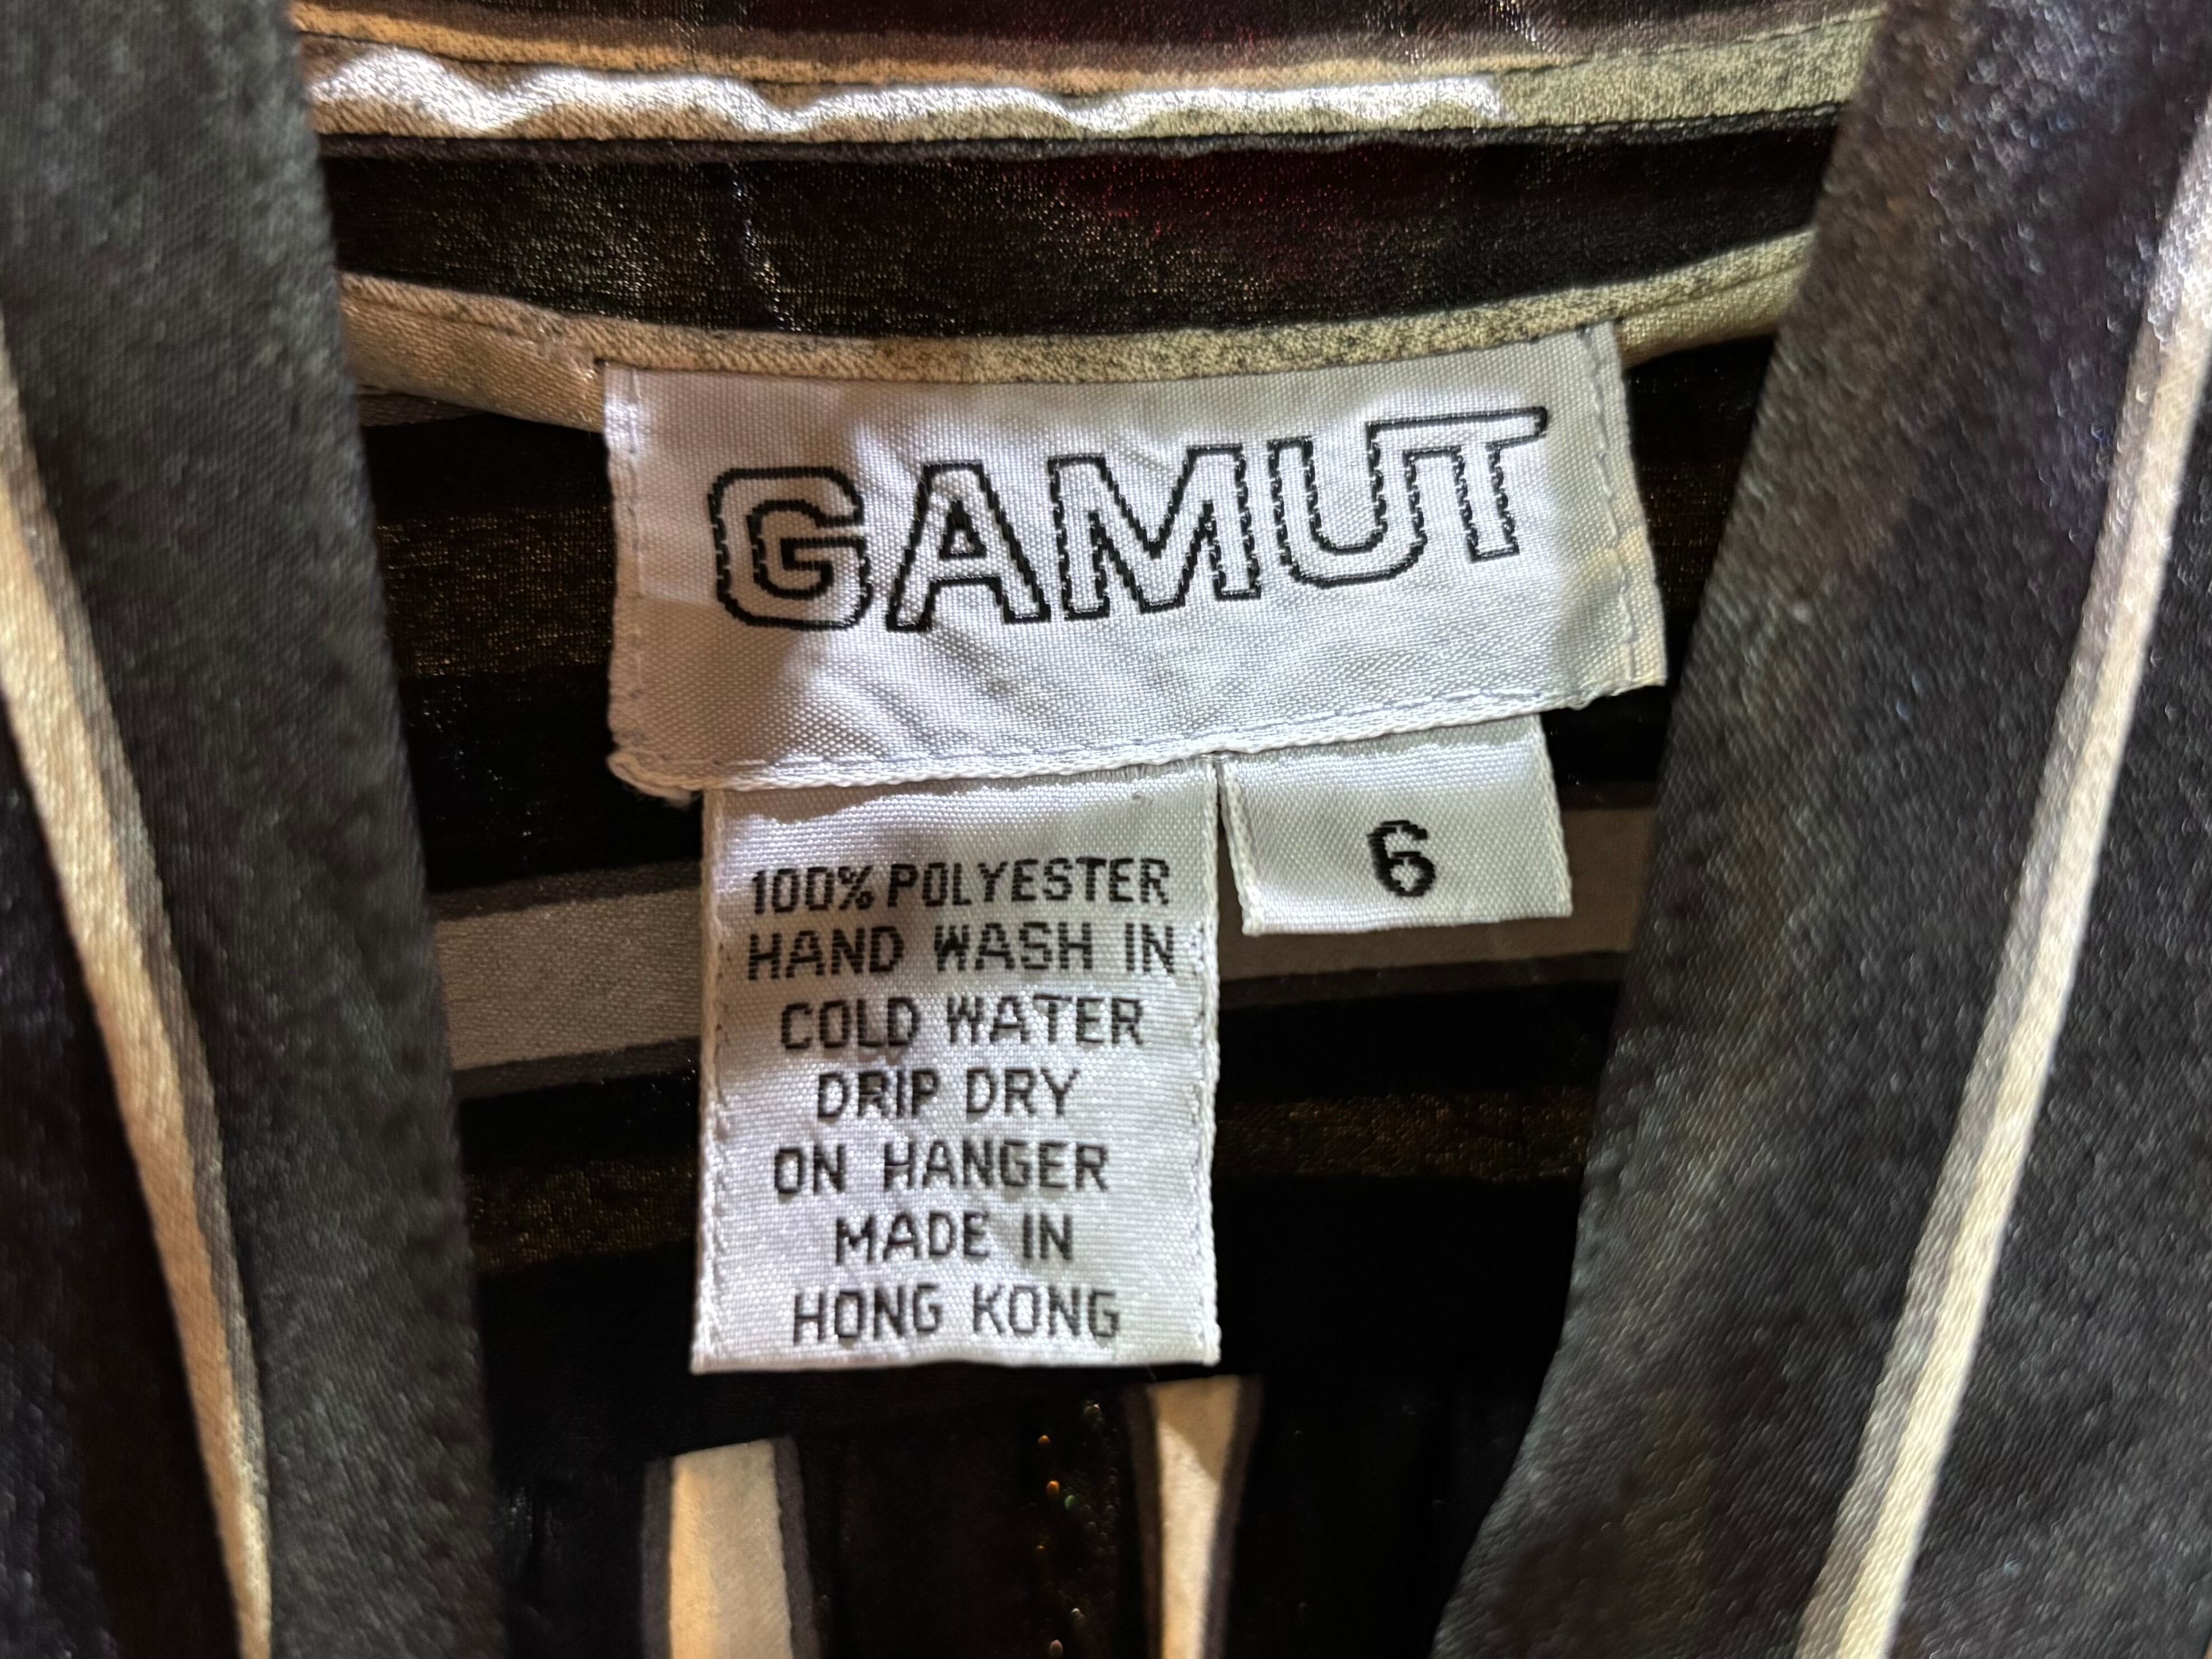 GAMUT
6
100% POLYESTER
HAND WASH IN
COLD WATER
DRIP DRY
ON HANGER
MADE IN
HONG KONG